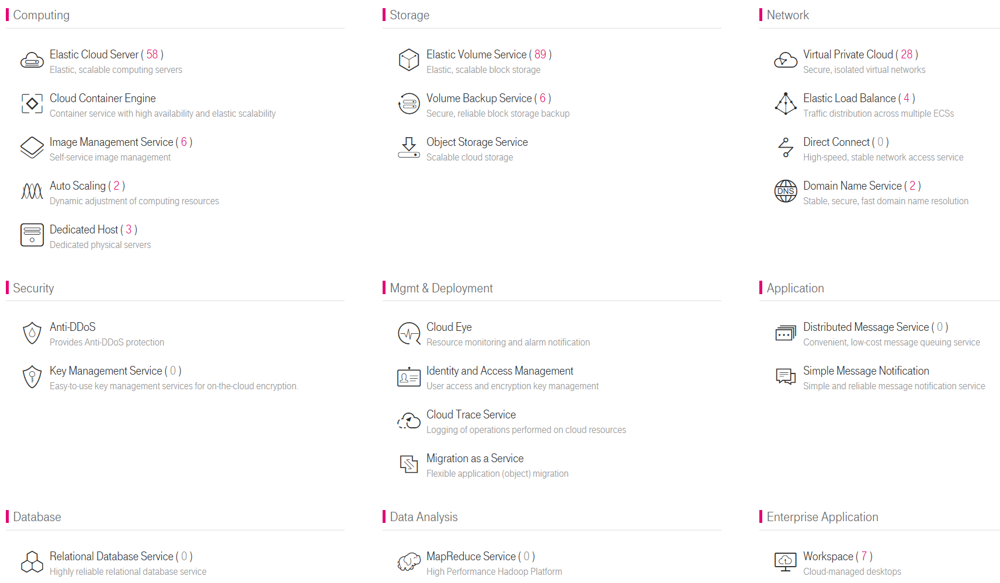 Computing
Elastic Cloud Server ( 58 )
Elastic, scalable computing servers
Cloud Container Engine
Container service with high availability and elastic scalability
Image Management Service ( 6 )
Self-service image management
Auto Scaling ( 2 )
Dynamic adjustment of computing resources
Dedicated Host ( 3 )
Dedicated physical servers
Storage
Elastic Volume Service ( 89 )
Elastic, scalable block storage
Volume Backup Service ( 6 )
Secure, reliable block storage backup
Object Storage Service
Scalable cloud storage
Network
Virtual Private Cloud ( 28 )
Secure, isolated virtual networks
Elastic Load Balance ( 4 )
Traffic distribution across multiple ECSs
Direct Connect ( 0 )
High-speed, stable network access service
DNS
Domain Name Service ( 2 )
Stable, secure, fast domain name resolution
Security
Anti-DDoS
Provides Anti-DDoS protection
Key Management Service ( 0 )
Easy-to-use key management services for on-the-cloud encryption.
Mgmt & Deployment
Cloud Eye
Resource monitoring and alarm notification
Identity and Access Management
User access and encryption key management
Cloud Trace Service
Logging of operations performed on cloud resources
Migration as a Service
Flexible application (object) migration
Application
Distributed Message Service ( 0 )
Convenient, low-cost message queuing service
Simple Message Notification
Simple and reliable message notification service
Database
Relational Database Service ( 0 )
Highly reliable relational database service
Data Analysis
MapReduce Service ( 0 )
High Performance Hadoop Platform
Enterprise Application
Workspace ( 7 )
Cloud-managed desktops